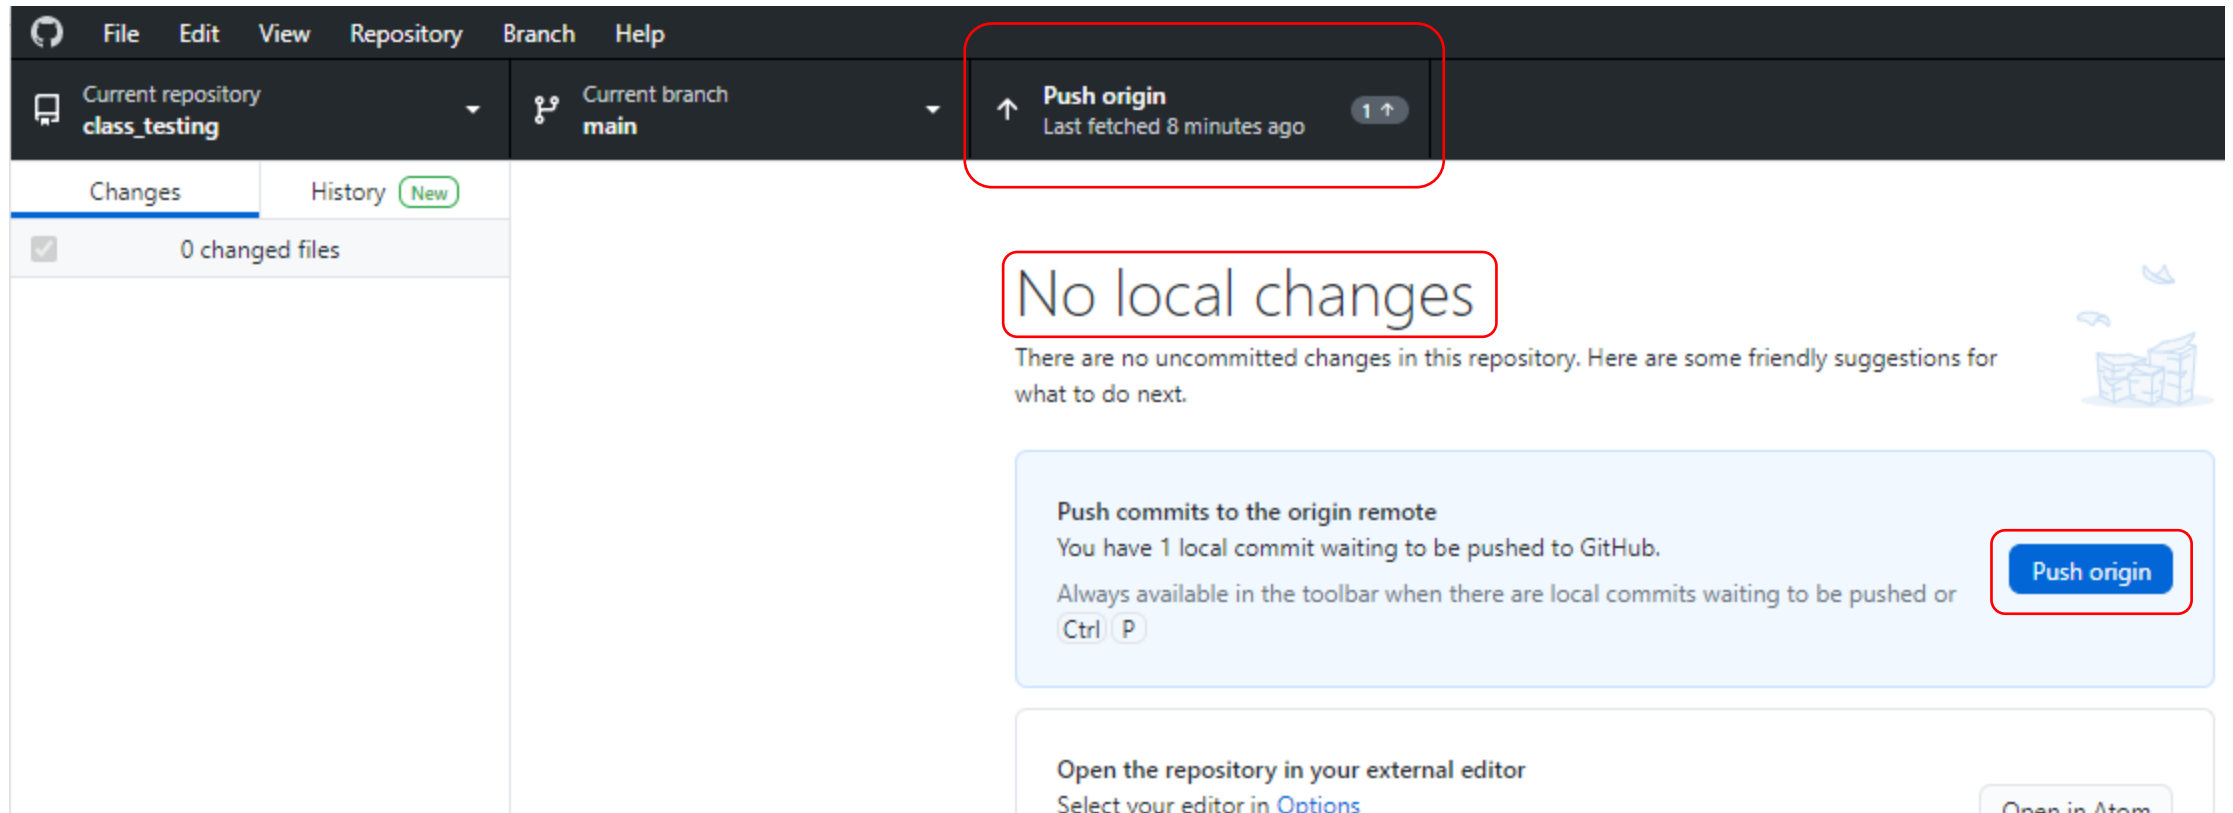 File Edit View Repository Branch Help
Current repository
class_testing
Current branch
main
Push origin
Last fetched 8 minutes ago
1
Changes
History New
0 changed files
No local changes
There are no uncommitted changes in this repository. Here are some friendly suggestions for
what to do next.
Push commits to the origin remote
You have 1 local commit waiting to be pushed to GitHub.
Always available in the toolbar when there are local commits waiting to be pushed or
Ctrl P
Push origin
Open the repository in your external editor
Select your editor in Options
Open in Atom